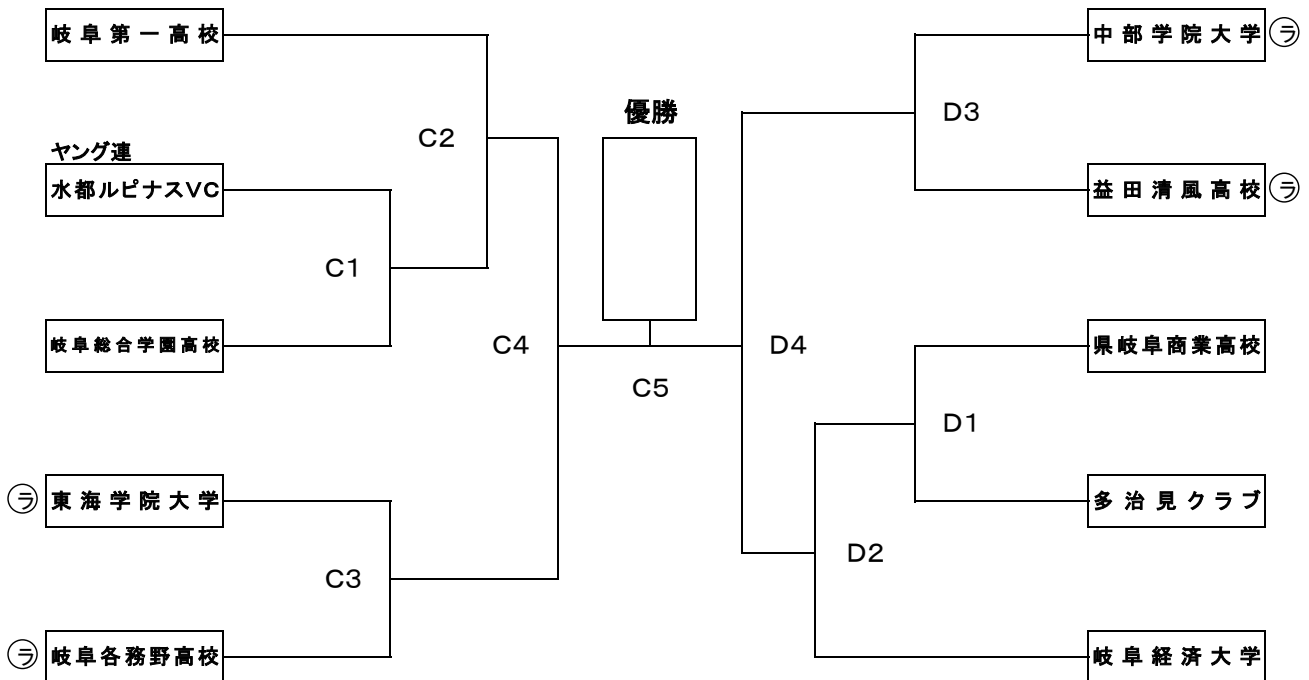 岐阜第一高校
C2
ヤング連
水都ルピナスVC
C1
岐阜総合学園高校
C4
ラ 東海学院大学
C3
ラ 岐阜各務野高校
優勝
C5
中部学院大学 ラ
D3
益田清風高校 ラ
D4
県岐阜商業高校
D1
多治見クラブ
D2
岐阜経済大学